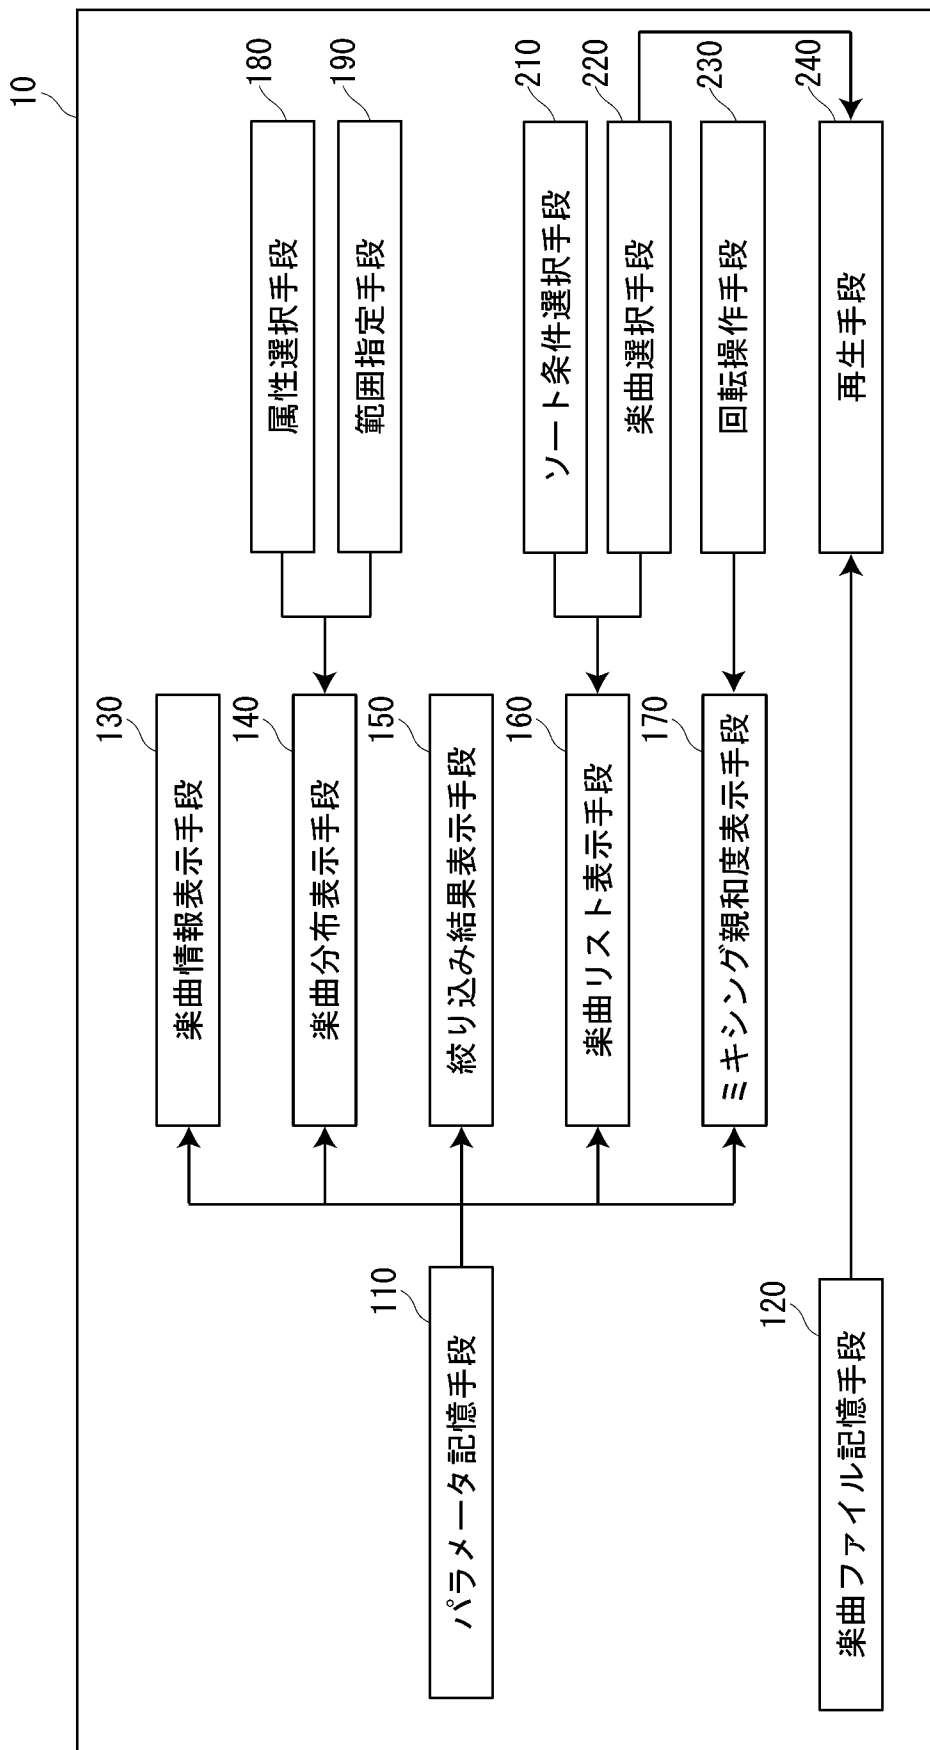 10
110
パラメータ記憶手段
120
楽曲ファイル記憶手段
130
楽曲情報表示手段
140
楽曲分布表示手段
150
絞り込み結果表示手段
160
楽曲リスト表示手段
170
ミキシング親和度表示手段
180
属性選択手段
190
範囲指定手段
210
ソート条件選択手段
220
楽曲選択手段
230
回転操作手段
240
再生手段